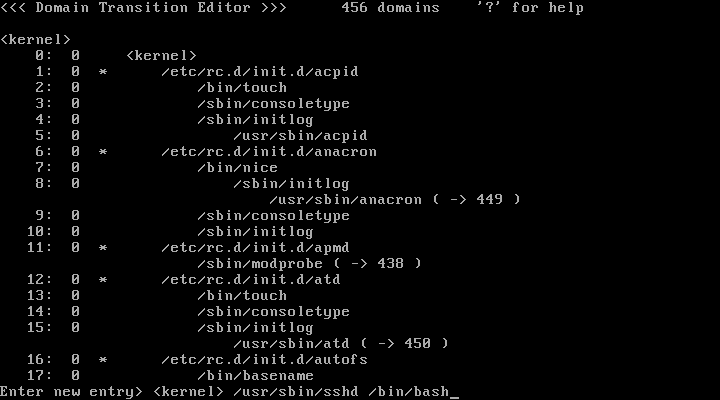 <<< Domain Transition Editor >>>      456 domains    '?' for help

<kernel>
    0:  0     <kernel>
    1:  0  *      /etc/rc.d/init.d/acpid
    2:  0             /bin/touch
    3:  0             /sbin/consoletype
    4:  0             /sbin/initlog
    5:  0                 /usr/sbin/acpid
    6:  0  *      /etc/rc.d/init.d/anacron
    7:  0             /bin/nice
    8:  0                 /sbin/initlog
                              /usr/sbin/anacron ( -> 449 )
    9:  0             /sbin/consoletype
   10:  0             /sbin/initlog
   11:  0  *      /etc/rc.d/init.d/apmd
                      /sbin/modprobe ( -> 438 )
   12:  0  *      /etc/rc.d/init.d/atd
   13:  0             /bin/touch
   14:  0             /sbin/consoletype
   15:  0             /sbin/initlog
                          /usr/sbin/atd ( -> 450 )
   16:  0  *      /etc/rc.d/init.d/autofs
   17:  0             /bin/basename
Enter new entry> <kernel> /usr/sbin/sshd /bin/bash_